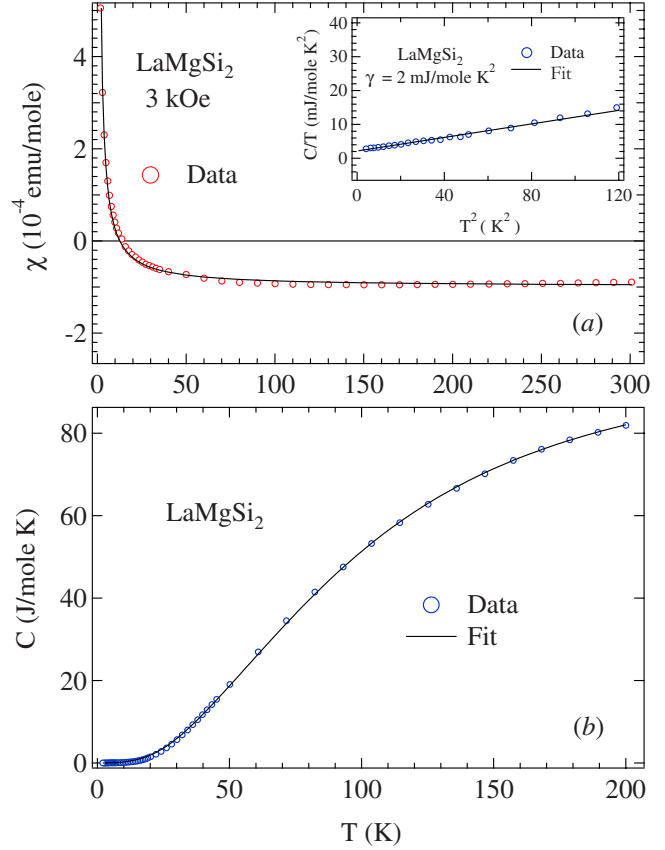 LaMgSi₂
3 kOe
Data
χ (10⁻⁴ emu/mole)
4
2
0
-2
0 50 100 150 200 250 300
(a)
LaMgSi₂
γ = 2 mJ/mole K²
Data
Fit
C/T (mJ/mole K²)
40
30
20
10
0
0 40 80 120
T² ( K²)
LaMgSi₂
Data
Fit
C (J/mole K)
80
60
40
20
0
(b)
0 50 100 150 200
T (K)